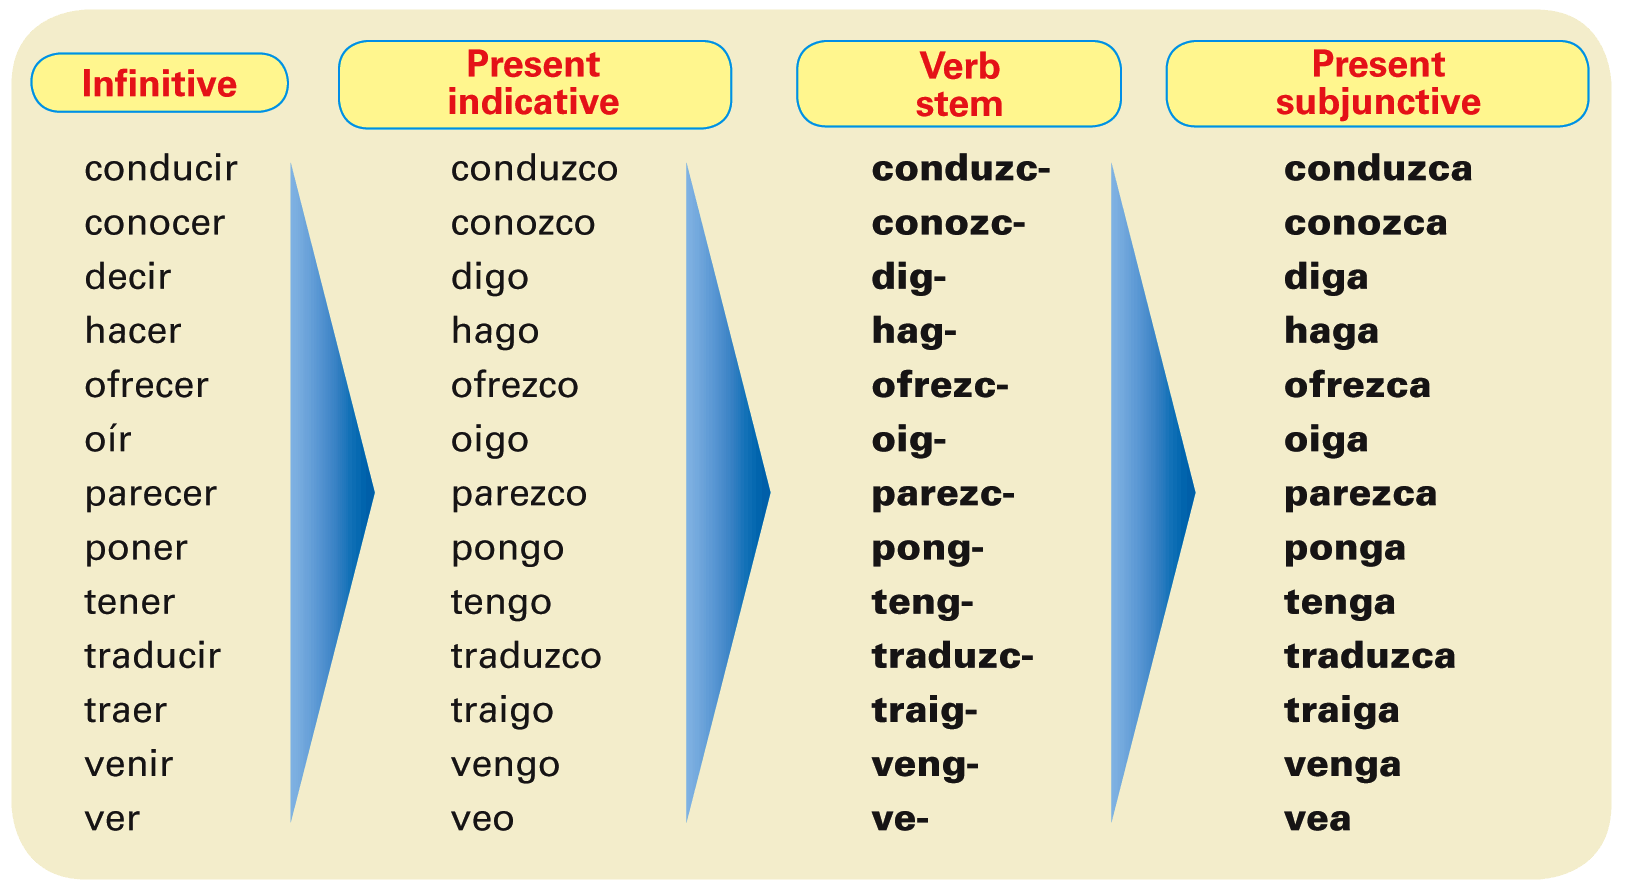 Infinitive
Present
indicative
Verb
stem
Present
subjunctive
conducir conduzco conduzc- conduzca
conocer conozco conozc- conozca
decir digo dig- diga
hacer hago hag- haga
ofrecer ofrezco ofrezc- ofrezca
oír oigo oig- oiga
parecer parezco parezc- parezca
poner pongo pong- ponga
tener tengo teng- tenga
traducir traduzco traduzc- traduzca
traer traigo traig- traiga
venir vengo veng- venga
ver veo ve- vea